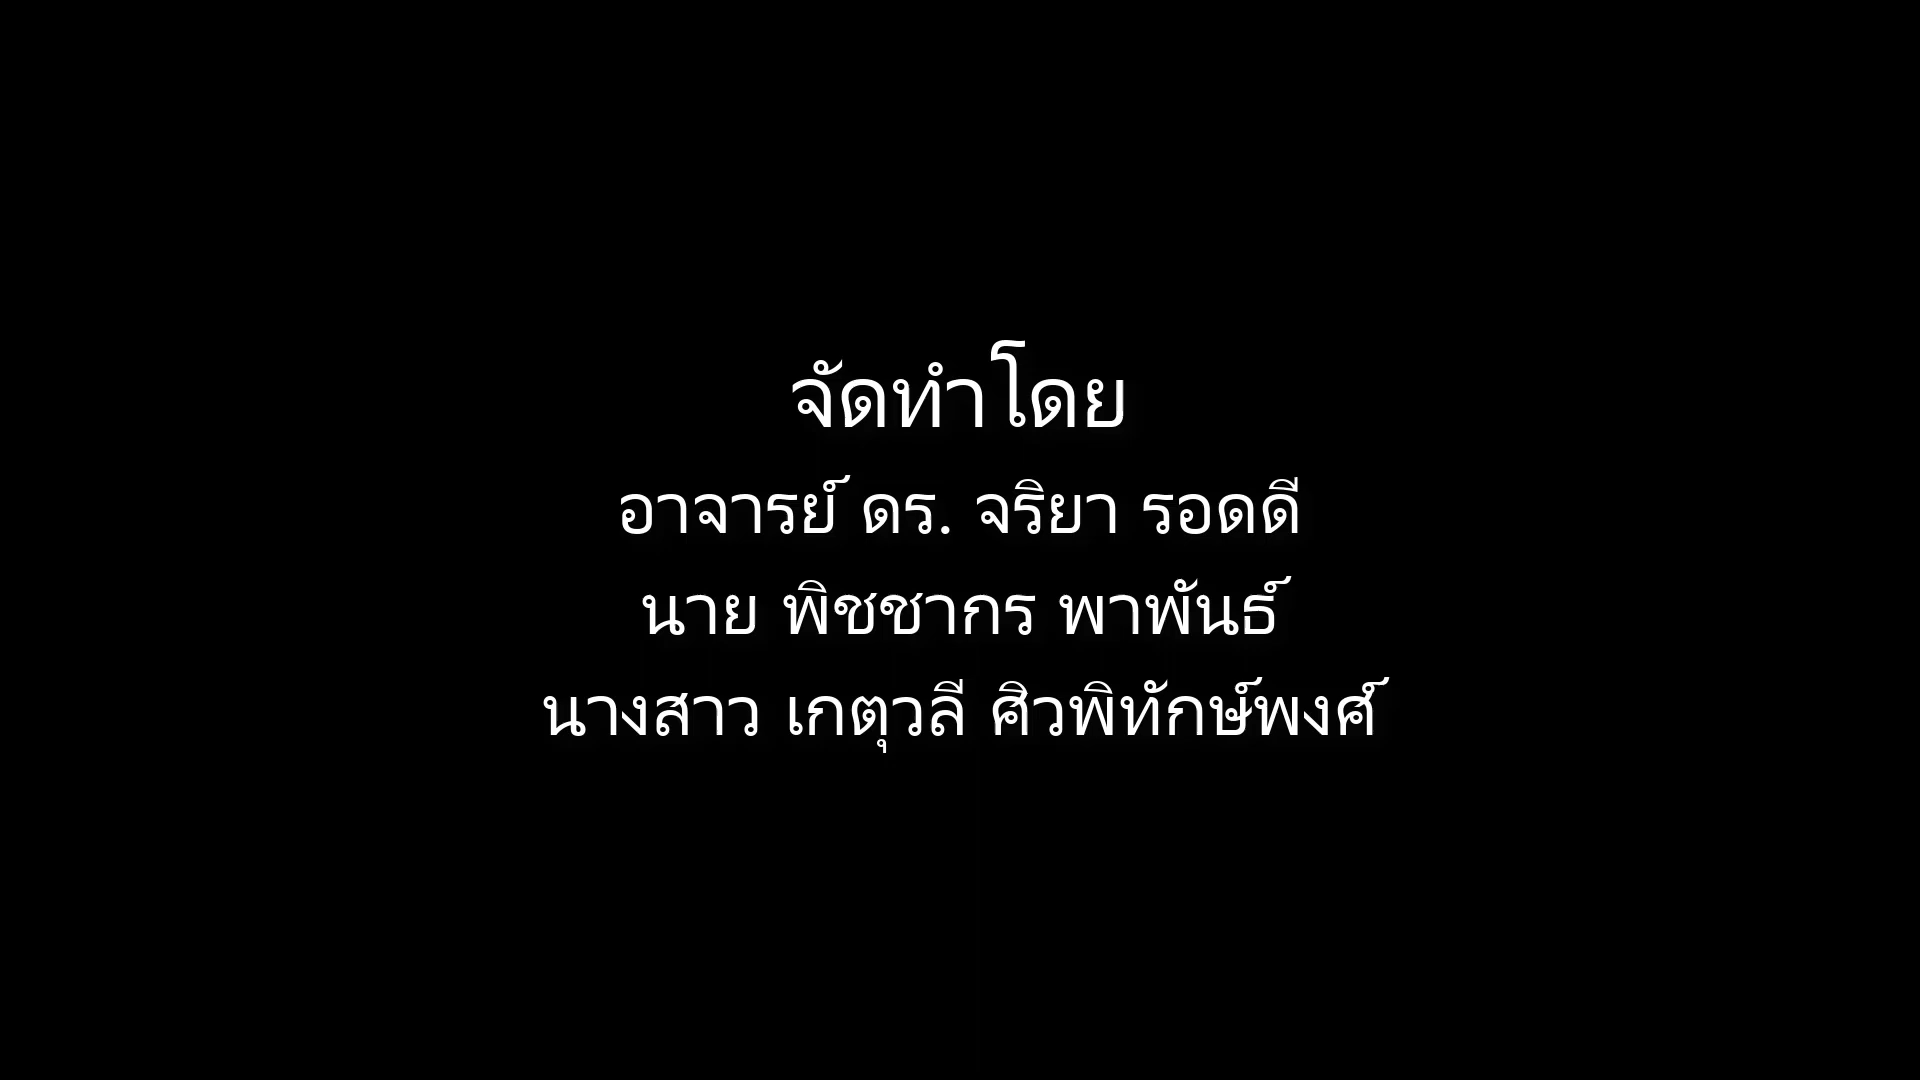 จัดทำโดย
อาจารย์ ดร. จริยา รอดดี
นาย พิชชากร พาพันธ์
นางสาว เกตุวลี ศิวพิทักษ์พงศ์